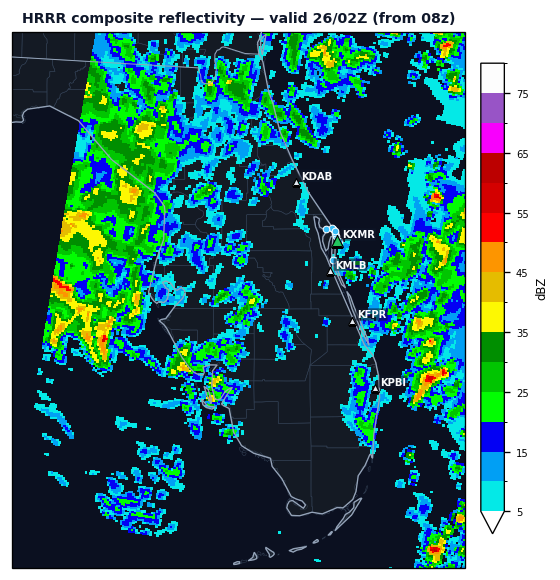 HRRR composite reflectivity — valid 26/02Z (from 08z)
KDAB
KXMR
KMLB
KFPR
KPBI
75
65
55
45
35
25
15
5
dBZ